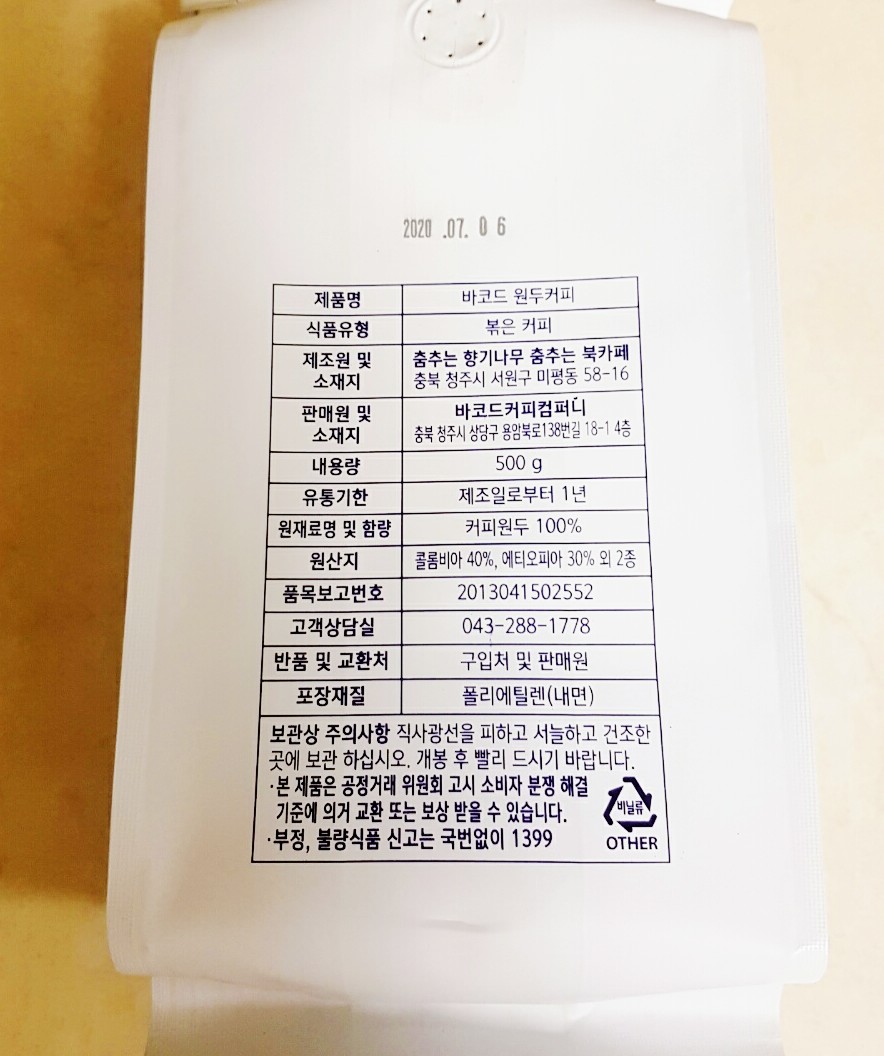 2020 .07. 06
제품명 바코드 원두커피
식품유형 볶은 커피
제조원 및 소재지 춤추는 향기나무 춤추는 북카페
충북 청주시 서원구 미평동 58-16
판매원 및 소재지 바코드커피컴퍼니
충북 청주시 상당구 용암북로138번길 18-1 4층
내용량 500 g
유통기한 제조일로부터 1년
원재료명 및 함량 커피원두 100%
원산지 콜롬비아 40%, 에티오피아 30% 외 2종
품목보고번호 2013041502552
고객상담실 043-288-1778
반품 및 교환처 구입처 및 판매원
포장재질 폴리에틸렌(내면)
보관상 주의사항 직사광선을 피하고 서늘하고 건조한
곳에 보관 하십시오. 개봉 후 빨리 드시기 바랍니다.
·본 제품은 공정거래 위원회 고시 소비자 분쟁 해결
기준에 의거 교환 또는 보상 받을 수 있습니다.
·부정, 불량식품 신고는 국번없이 1399
비닐류
OTHER